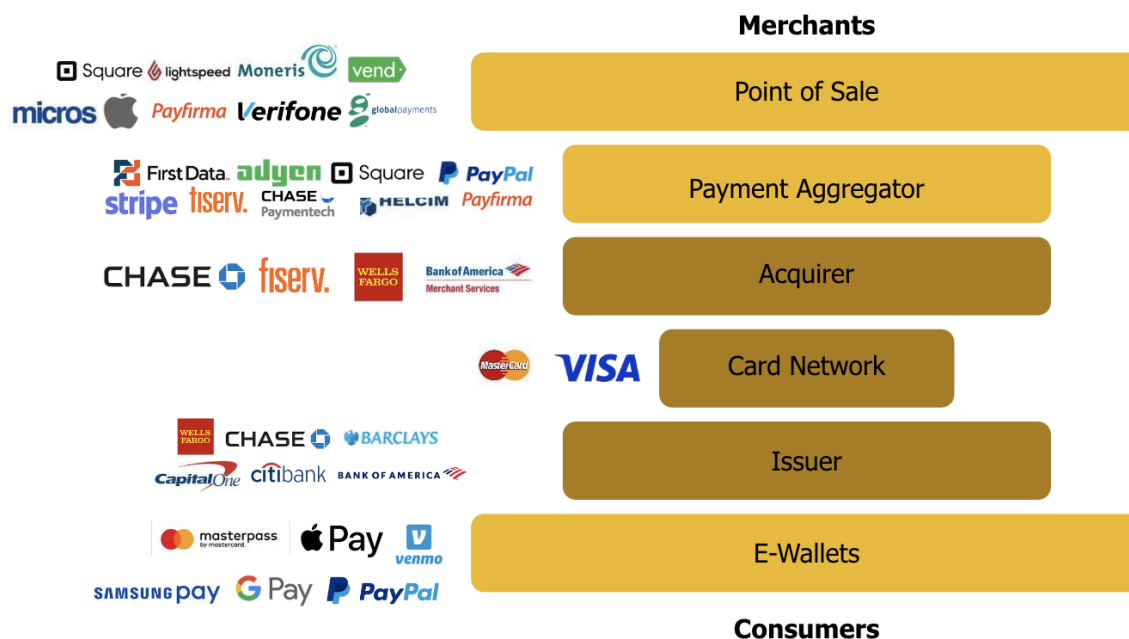 Merchants
Square lightspeed Moneris vend
Point of Sale
micros Payfirma Verifone globalpayments
First Data. adyen Square PayPal
Payment Aggregator
stripe fiserv. CHASE Paymentech HELCIM Payfirma
CHASE fiserv. WELLS FARGO Bank of America Merchant Services
Acquirer
MasterCard VISA
Card Network
WELLS FARGO CHASE BARCLAYS
Issuer
Capital One citibank BANK OF AMERICA
masterpass by mastercard Pay venmo
E-Wallets
SAMSUNG pay G Pay PayPal
Consumers